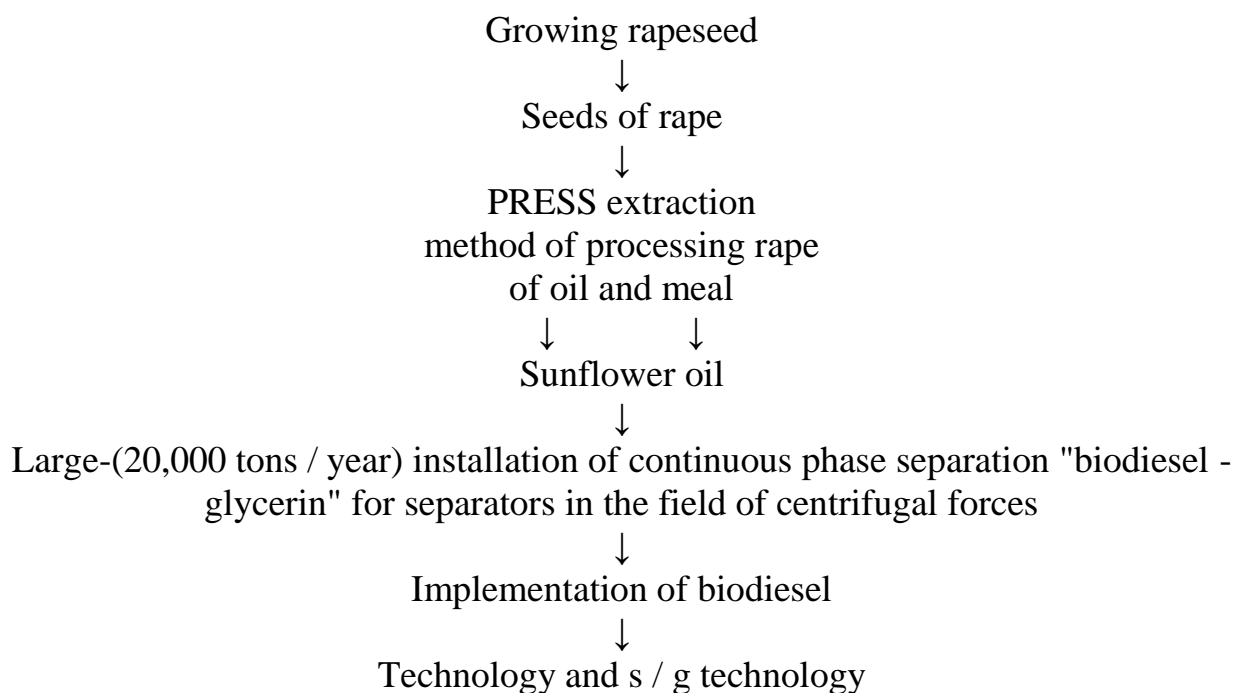 Growing rapeseed
↓
Seeds of rape
↓
PRESS extraction
method of processing rape
of oil and meal
↓ ↓
Sunflower oil
↓
Large-(20,000 tons / year) installation of continuous phase separation "biodiesel -
glycerin" for separators in the field of centrifugal forces
↓
Implementation of biodiesel
↓
Technology and s / g technology